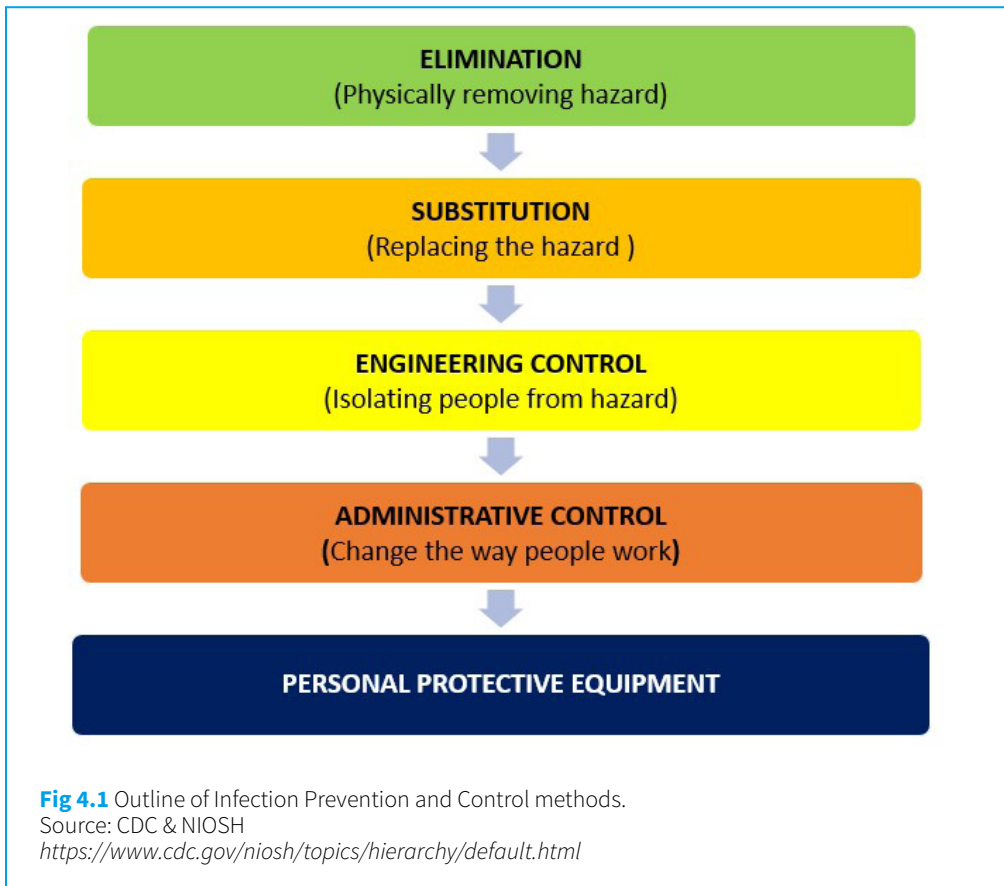 ELIMINATION
(Physically removing hazard)
SUBSTITUTION
(Replacing the hazard )
ENGINEERING CONTROL
(Isolating people from hazard)
ADMINISTRATIVE CONTROL
(Change the way people work)
PERSONAL PROTECTIVE EQUIPMENT
Fig 4.1 Outline of Infection Prevention and Control methods.
Source: CDC & NIOSH
https://www.cdc.gov/niosh/topics/hierarchy/default.html